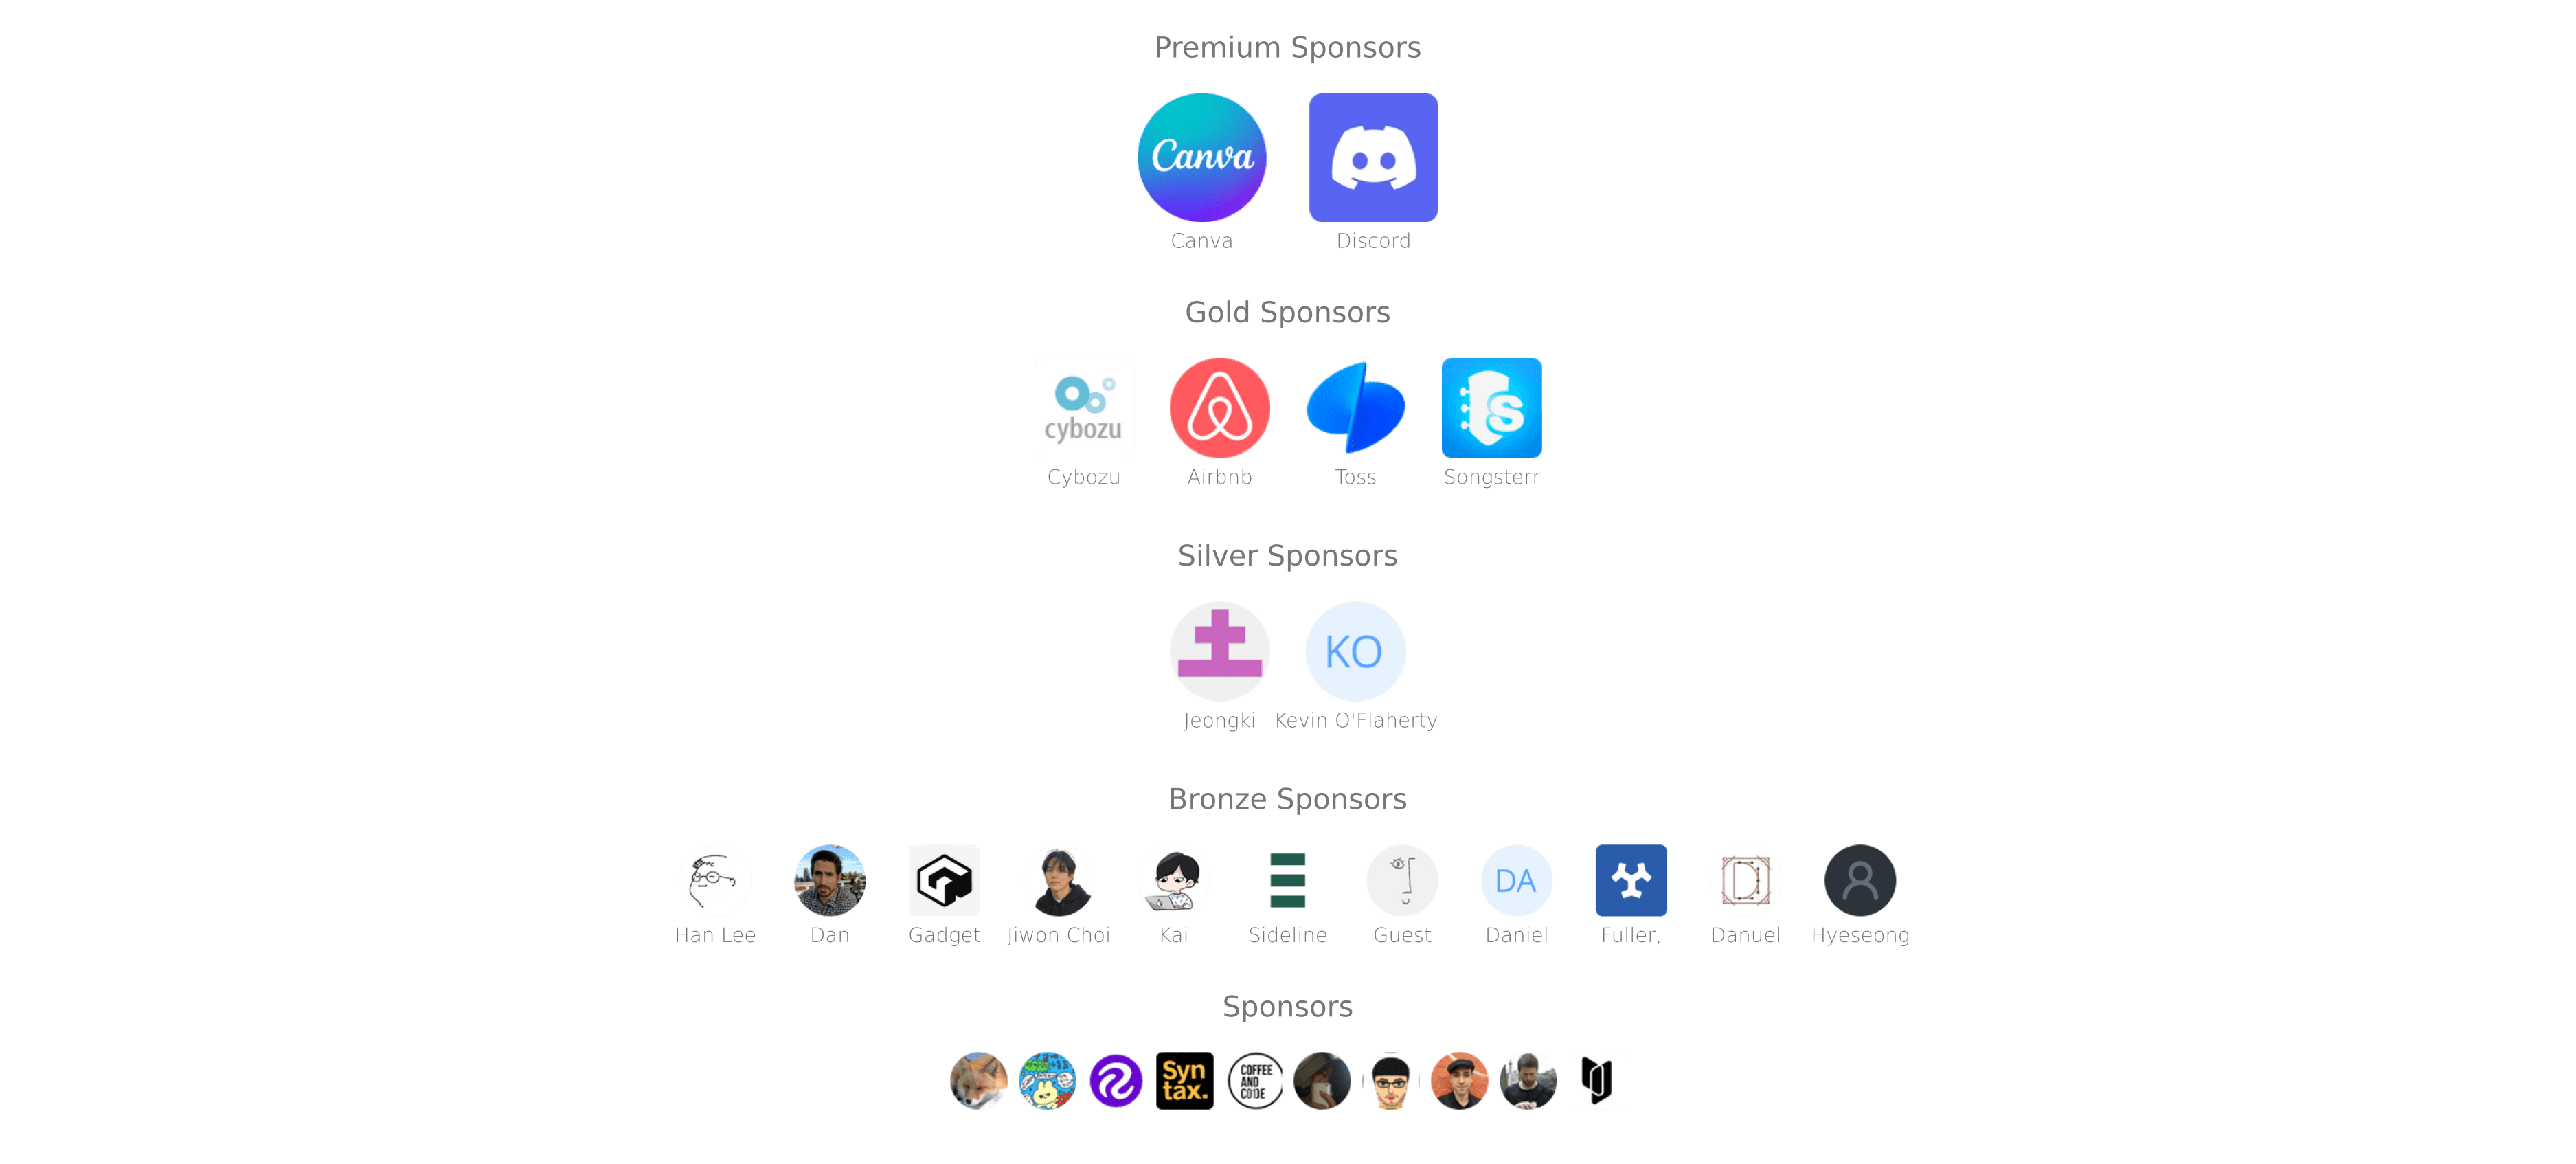 Premium Sponsors
Canva
Canva Discord
Gold Sponsors
cybozu S
Cybozu Airbnb Toss Songsterr
Silver Sponsors
KO
Jeongki Kevin O'Flaherty
Bronze Sponsors
DA
Han Lee Dan Gadget Jiwon Choi Kai Sideline Guest Daniel Fuller, Danuel Hyeseong
Sponsors
Syn
tax.
COFFEE
AND
CODE